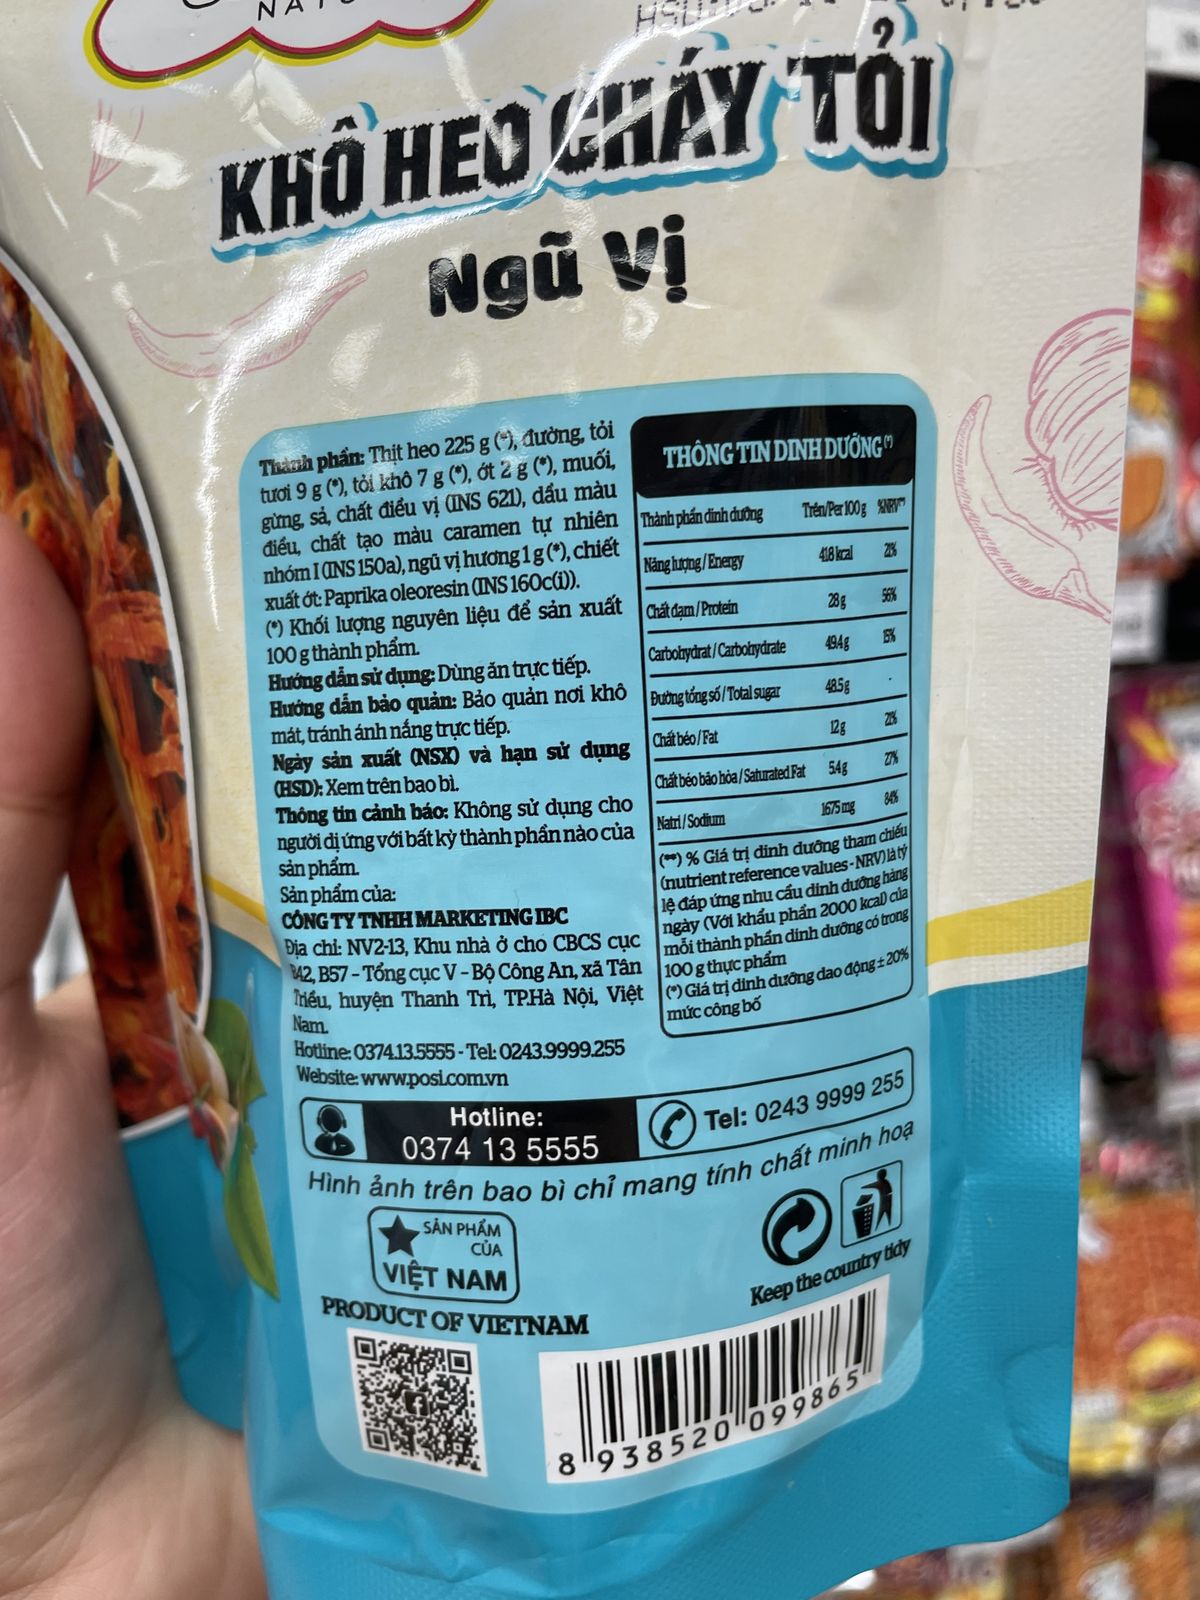 KHÔ HEO CHÁY TỎI
Ngũ Vị
Thành phần: Thịt heo 225 g (*), đường, tỏi
tươi 9 g (*), tỏi khô 7 g (*), ớt 2 g (*), muối,
gừng, sả, chất điều vị (INS 621), dầu màu
điều, chất tạo màu caramen tự nhiên
nhóm I (INS 150a), ngũ vị hương 1 g (*), chiết
xuất ớt: Paprika oleoresin (INS 160c(i)).
(*) Khối lượng nguyên liệu để sản xuất
100 g thành phẩm.
Hướng dẫn sử dụng: Dùng ăn trực tiếp.
Hướng dẫn bảo quản: Bảo quản nơi khô
mát, tránh ánh nắng trực tiếp.
Ngày sản xuất (NSX) và hạn sử dụng
(HSD): Xem trên bao bì.
Thông tin cảnh báo: Không sử dụng cho
người dị ứng với bất kỳ thành phần nào của
sản phẩm.
Sản phẩm của:
CÔNG TY TNHH MARKETING IBC
Địa chỉ: NV2-13, Khu nhà ở cho CBCS cục
B42, B57 - Tổng cục V - Bộ Công An, xã Tân
Triều, huyện Thanh Trì, TP.Hà Nội, Việt
Nam.
Hotline: 0374.13.5555 - Tel: 0243.9999.255
Website: www.posi.com.vn
THÔNG TIN DINH DƯỠNG(*)
Thành phần dinh dưỡng Trên/Per 100 g %NRV(**)
Năng lượng / Energy 418 kcal 21%
Chất đạm / Protein 28 g 56%
Carbohydrat / Carbohydrate 49.4 g 15%
Đường tổng số / Total sugar 48.5 g -
Chất béo / Fat 12 g 21%
Chất béo bão hòa / Saturated Fat 5.4 g 27%
Natri / Sodium 1675 mg 84%
(**) % Giá trị dinh dưỡng tham chiếu
(nutrient reference values - NRV) là tỷ
lệ đáp ứng nhu cầu dinh dưỡng hàng
ngày (Với khẩu phần 2000 kcal) của
mỗi thành phần dinh dưỡng có trong
100 g thực phẩm
(*) Giá trị dinh dưỡng dao động ± 20%
mức công bố
Hotline:
0374 13 5555
Tel: 0243 9999 255
Hình ảnh trên bao bì chỉ mang tính chất minh hoạ
SẢN PHẨM
CỦA
VIỆT NAM
PRODUCT OF VIETNAM
Keep the country tidy
8 938520 099865